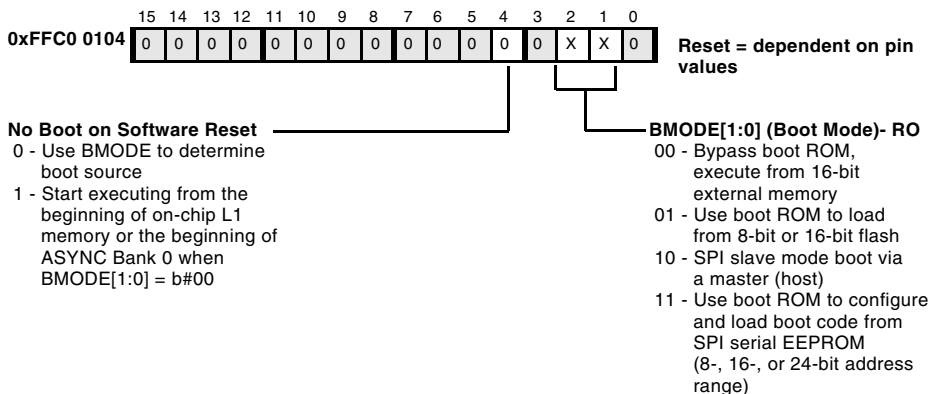 15 14 13 12 11 10 9 8 7 6 5 4 3 2 1 0
0xFFC0 0104 0 0 0 0 0 0 0 0 0 0 0 0 0 X X 0
Reset = dependent on pin
values
No Boot on Software Reset
0 - Use BMODE to determine
boot source
1 - Start executing from the
beginning of on-chip L1
memory or the beginning of
ASYNC Bank 0 when
BMODE[1:0] = b#00
BMODE[1:0] (Boot Mode)- RO
00 - Bypass boot ROM,
execute from 16-bit
external memory
01 - Use boot ROM to load
from 8-bit or 16-bit flash
10 - SPI slave mode boot via
a master (host)
11 - Use boot ROM to configure
and load boot code from
SPI serial EEPROM
(8-, 16-, or 24-bit address
range)